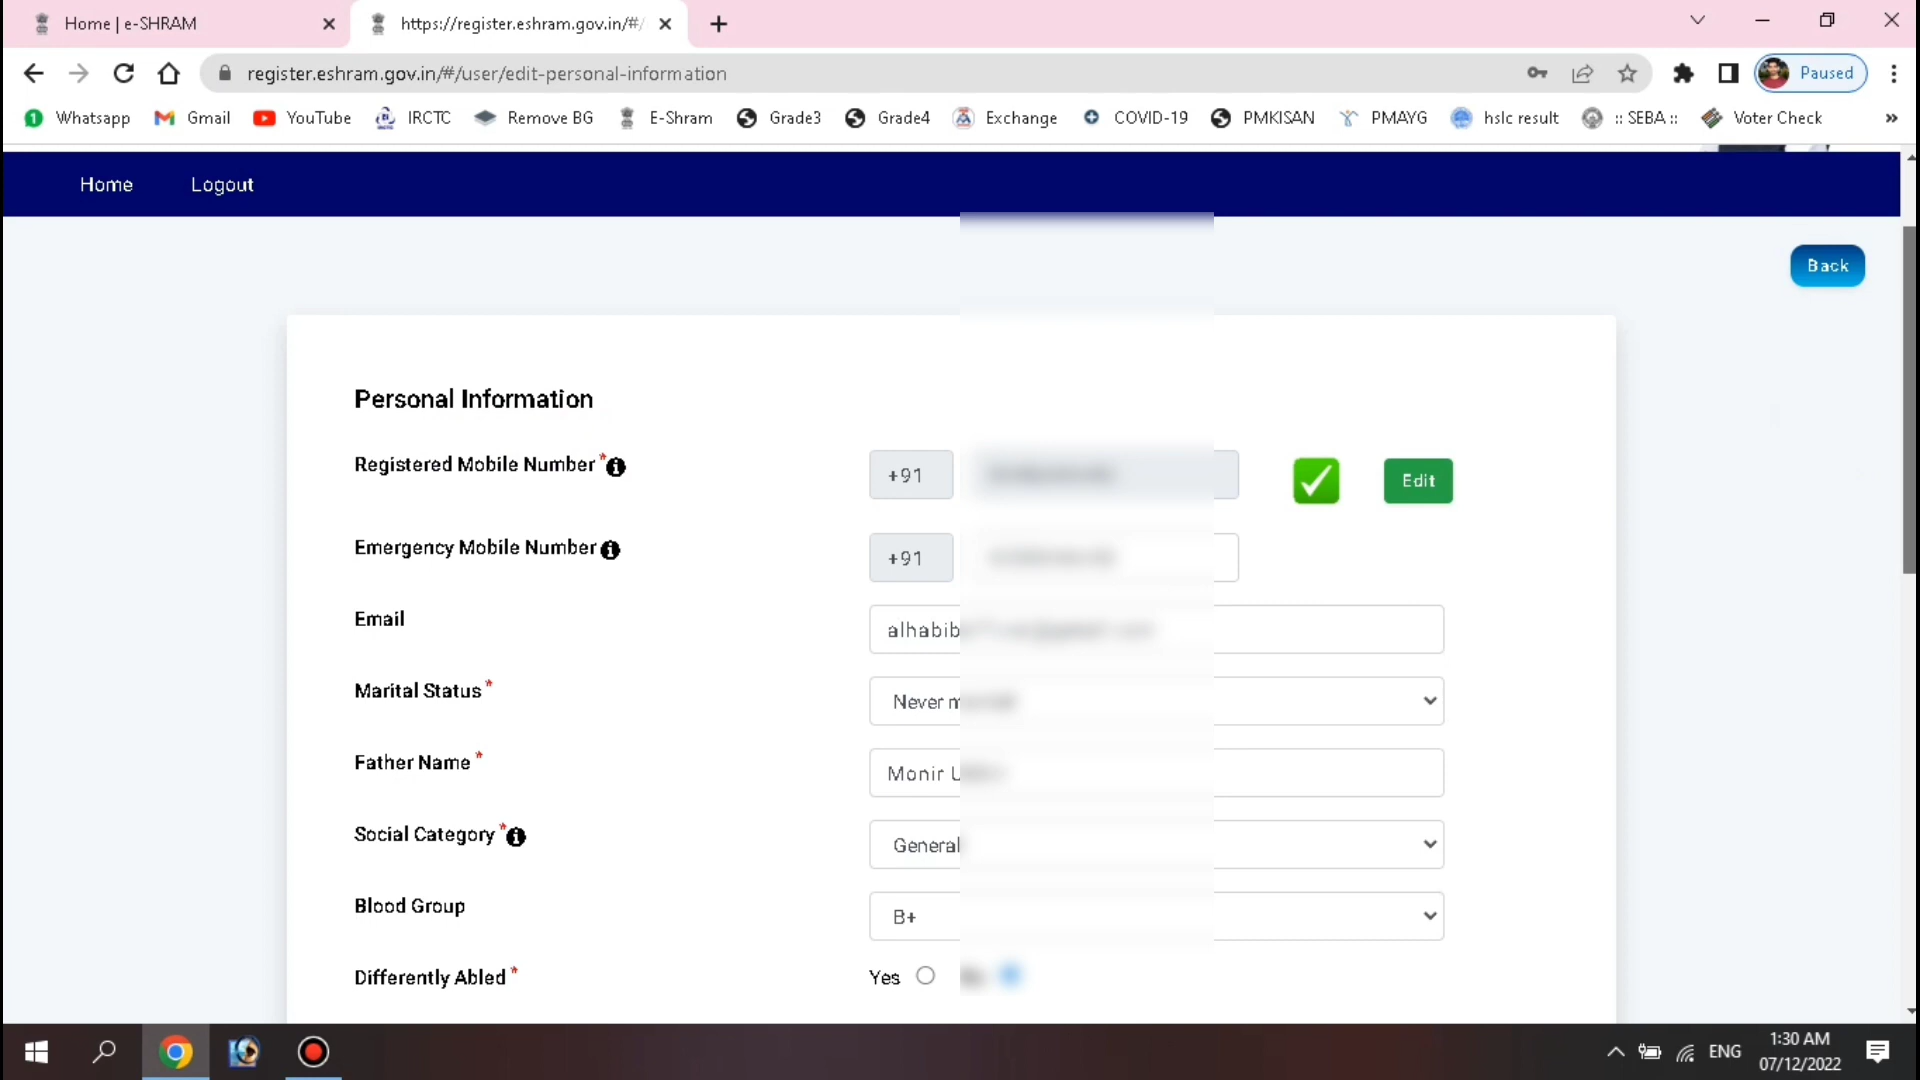 Home | e-SHRAM
https://register.eshram.gov.in/#/
Paused
register.eshram.gov.in/#/user/edit-personal-information
Whatsapp Gmail YouTube IRCTC Remove BG E-Shram Grade3 Grade4 Exchange COVID-19 PMKISAN PMAYG hslc result :: SEBA :: Voter Check »
Home Logout
Back
Personal Information
Registered Mobile Number * +91 Edit
Emergency Mobile Number +91
Email alhabib
Marital Status * Never
Father Name * Monir
Social Category * General
Blood Group B+
Differently Abled * Yes
1:30 AM
ENG
07/12/2022